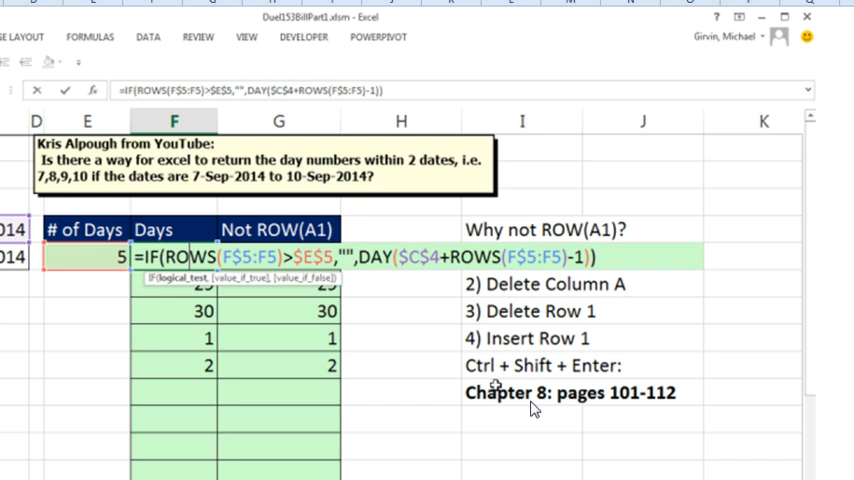 Duel153BillPart1.xlsm - Excel
E LAYOUT FORMULAS DATA REVIEW VIEW DEVELOPER POWERPIVOT Girvin, Michael
fx =IF(ROWS(F$5:F5)>$E$5,"",DAY($C$4+ROWS(F$5:F5)-1))
D E F G H I J K
Kris Alpough from YouTube:
Is there a way for excel to return the day numbers within 2 dates, i.e.
7,8,9,10 if the dates are 7-Sep-2014 to 10-Sep-2014?
014 # of Days Days Not ROW(A1) Why not ROW(A1)?
014 5 =IF(ROWS(F$5:F5)>$E$5,"",DAY($C$4+ROWS(F$5:F5)-1))
IF(logical_test, [value_if_true], [value_if_false])
2) Delete Column A
30 30 3) Delete Row 1
1 1 4) Insert Row 1
2 2 Ctrl + Shift + Enter:
Chapter 8: pages 101-112